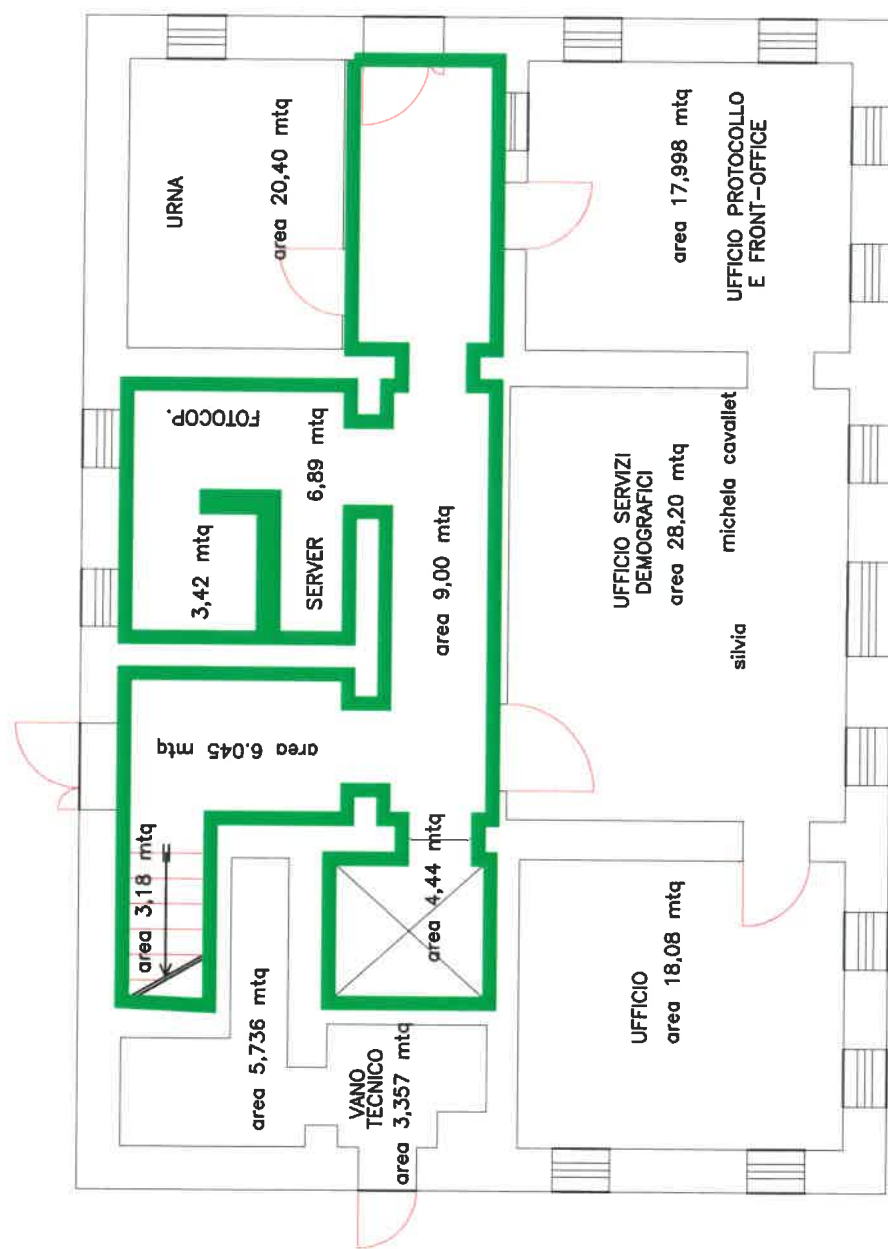 URNA
area 20,40 mtq
FOTOCOP.
6,89 mtq
SERVER
3,42 mtq
area 9,00 mtq
area 6.045 mtq
area 3,18 mtq
area 4,44 mtq
area 5,736 mtq
VANO
TECNICO
area 3,357 mtq
area 17,998 mtq
UFFICIO PROTOCOLLO
E FRONT-OFFICE
UFFICIO SERVIZI
DEMOGRAFICI
area 28,20 mtq
michela cavallet
silvia
UFFICIO
area 18,08 mtq